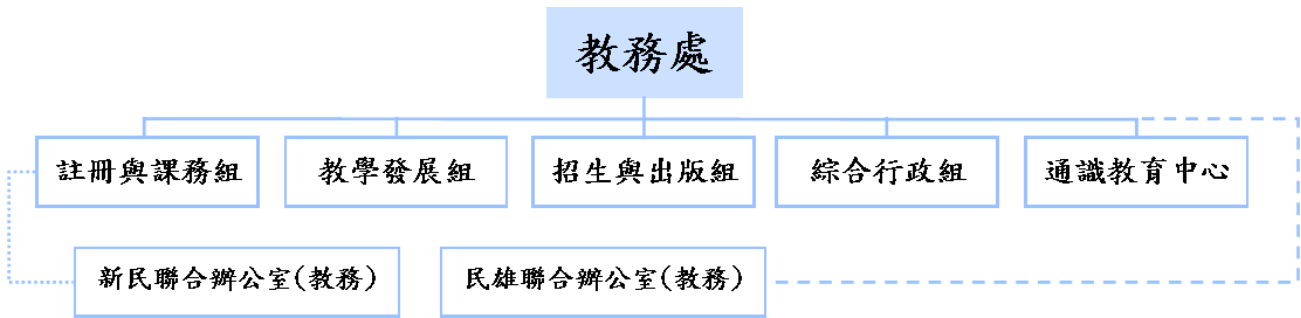 教務處
註冊與課務組
教學發展組
招生與出版組
綜合行政組
通識教育中心
新民聯合辦公室(教務)
民雄聯合辦公室(教務)